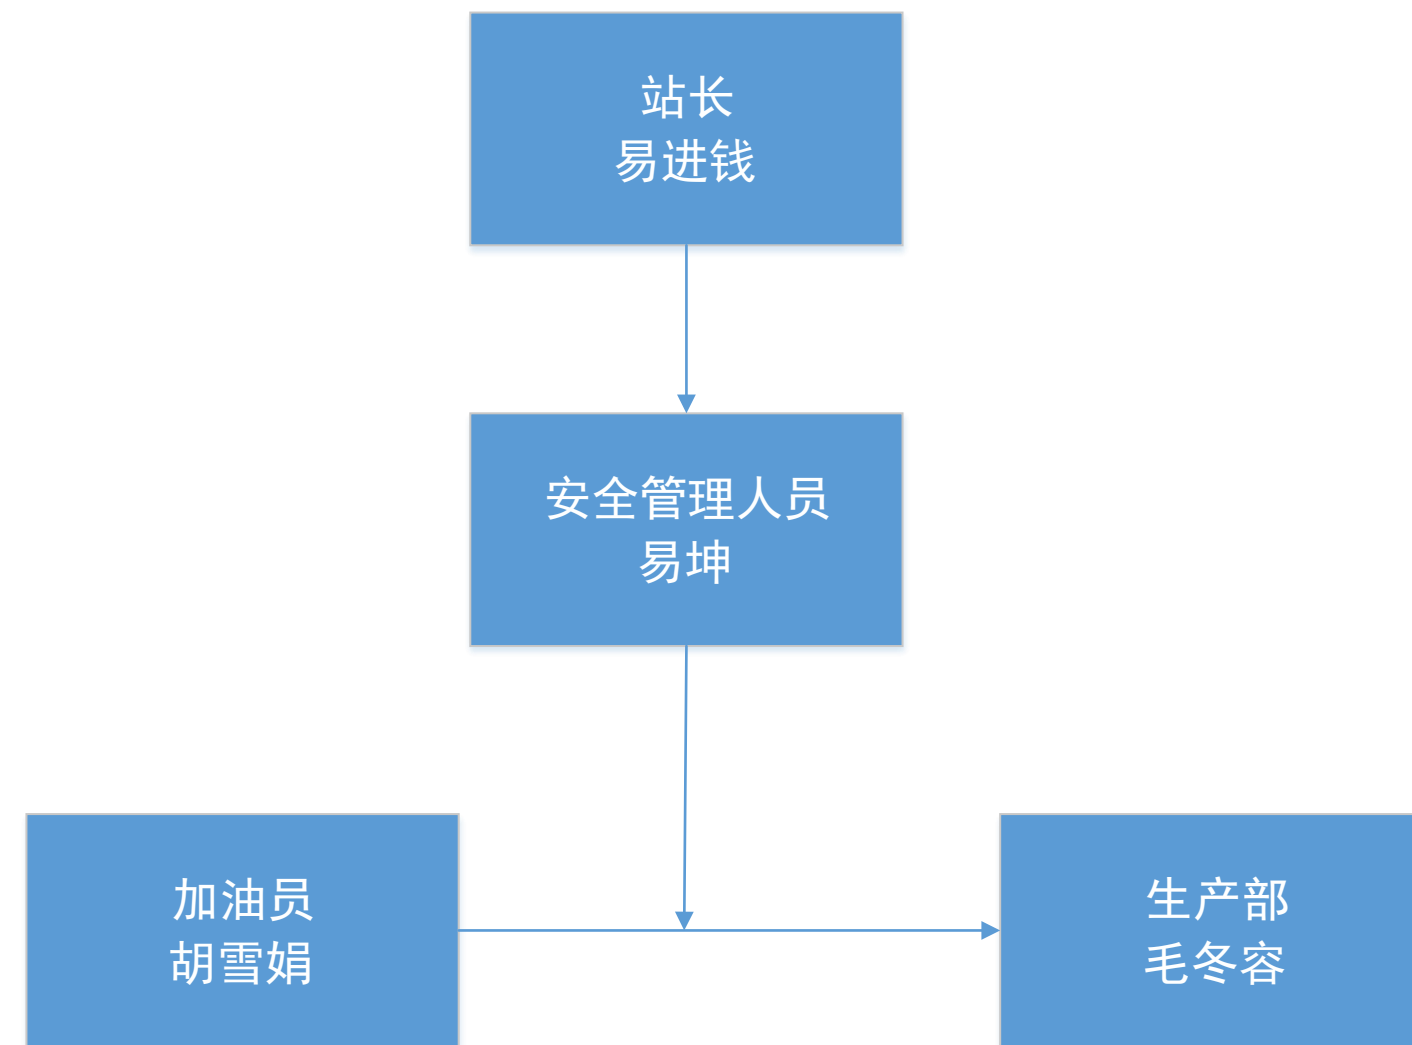 站长
易进钱
安全管理人员
易坤
加油员
胡雪娟
生产部
毛冬容